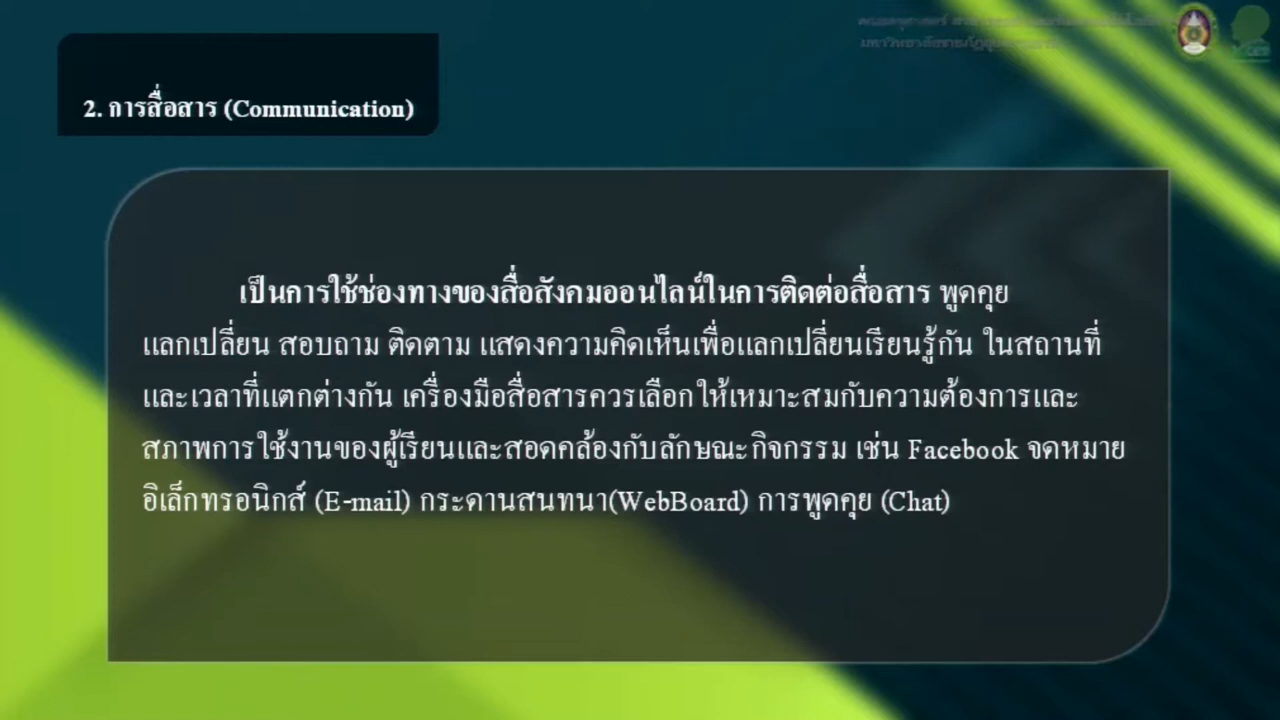 2. การสื่อสาร (Communication)
เป็นการใช้ช่องทางของสื่อสังคมออนไลน์ในการติดต่อสื่อสาร พูดคุย
แลกเปลี่ยน สอบถาม ติดตาม แสดงความคิดเห็นเพื่อแลกเปลี่ยนเรียนรู้กัน ในสถานที่
และเวลาที่แตกต่างกัน เครื่องมือสื่อสารควรเลือกให้เหมาะสมกับความต้องการและ
สภาพการใช้งานของผู้เรียนและสอดคล้องกับลักษณะกิจกรรม เช่น Facebook จดหมาย
อิเล็กทรอนิกส์ (E-mail) กระดานสนทนา(WebBoard) การพูดคุย (Chat)